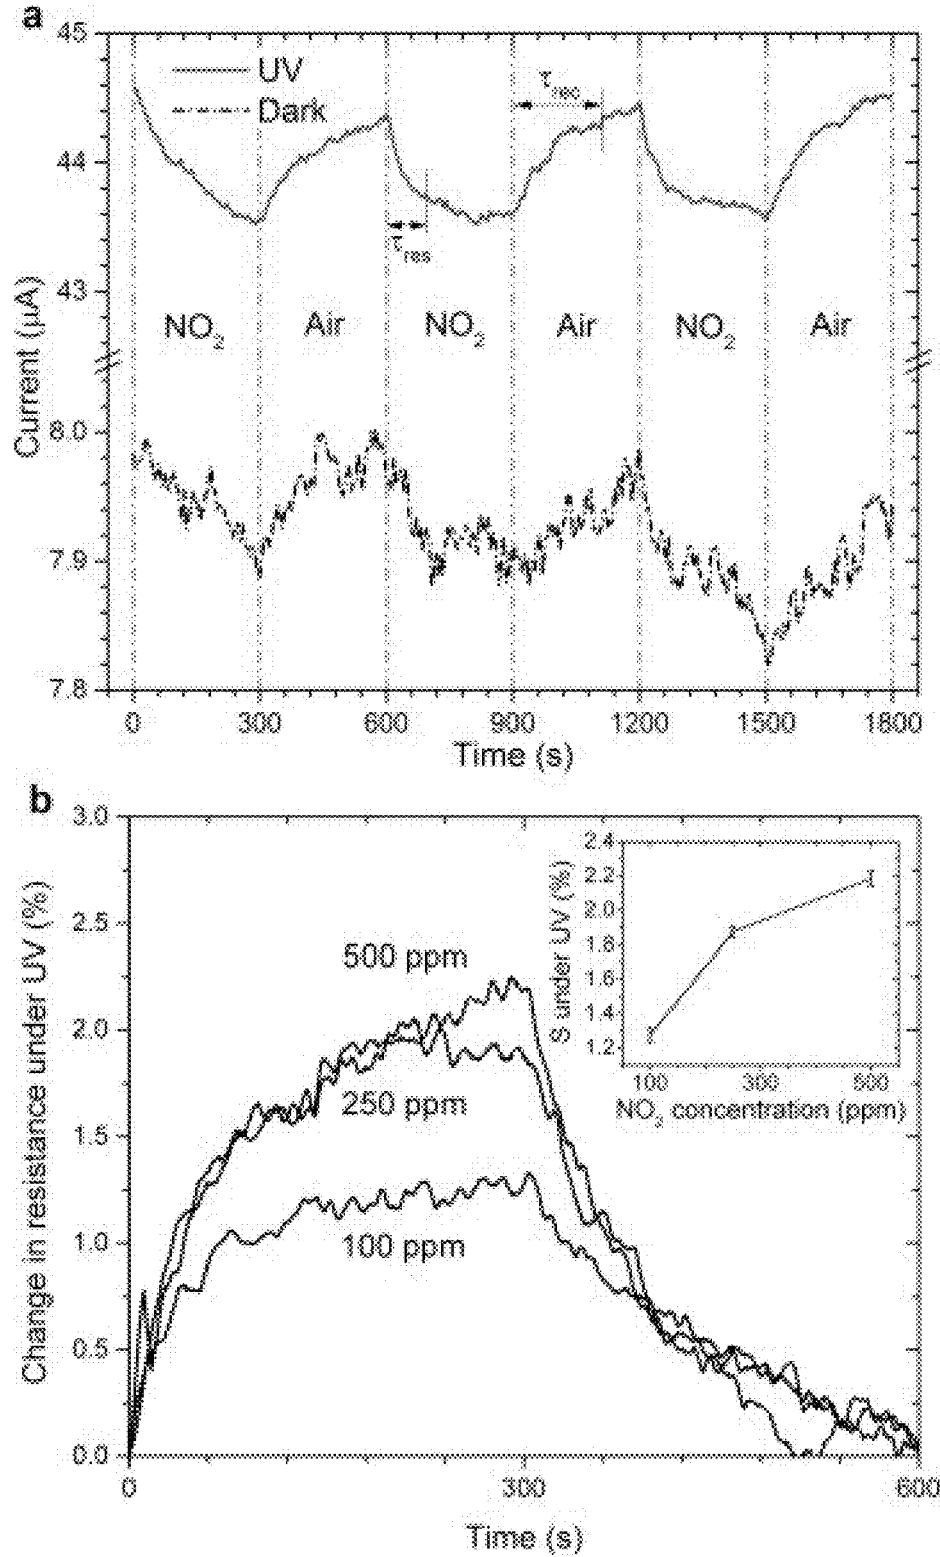 a
45
UV
Dark
τrec
44
τres
43
NO2 Air NO2 Air NO2 Air
Current (µA)
8.0
7.9
7.8
0 300 600 900 1200 1500 1800
Time (s)
b
3.0
2.5
2.0
1.5
1.0
0.5
0.0
Change in resistance under UV (%)
500 ppm
250 ppm
100 ppm
2.4
2.2
2.0
1.8
1.6
1.4
1.2
S under UV (%)
100 300 500
NO2 concentration (ppm)
0 300 600
Time (s)